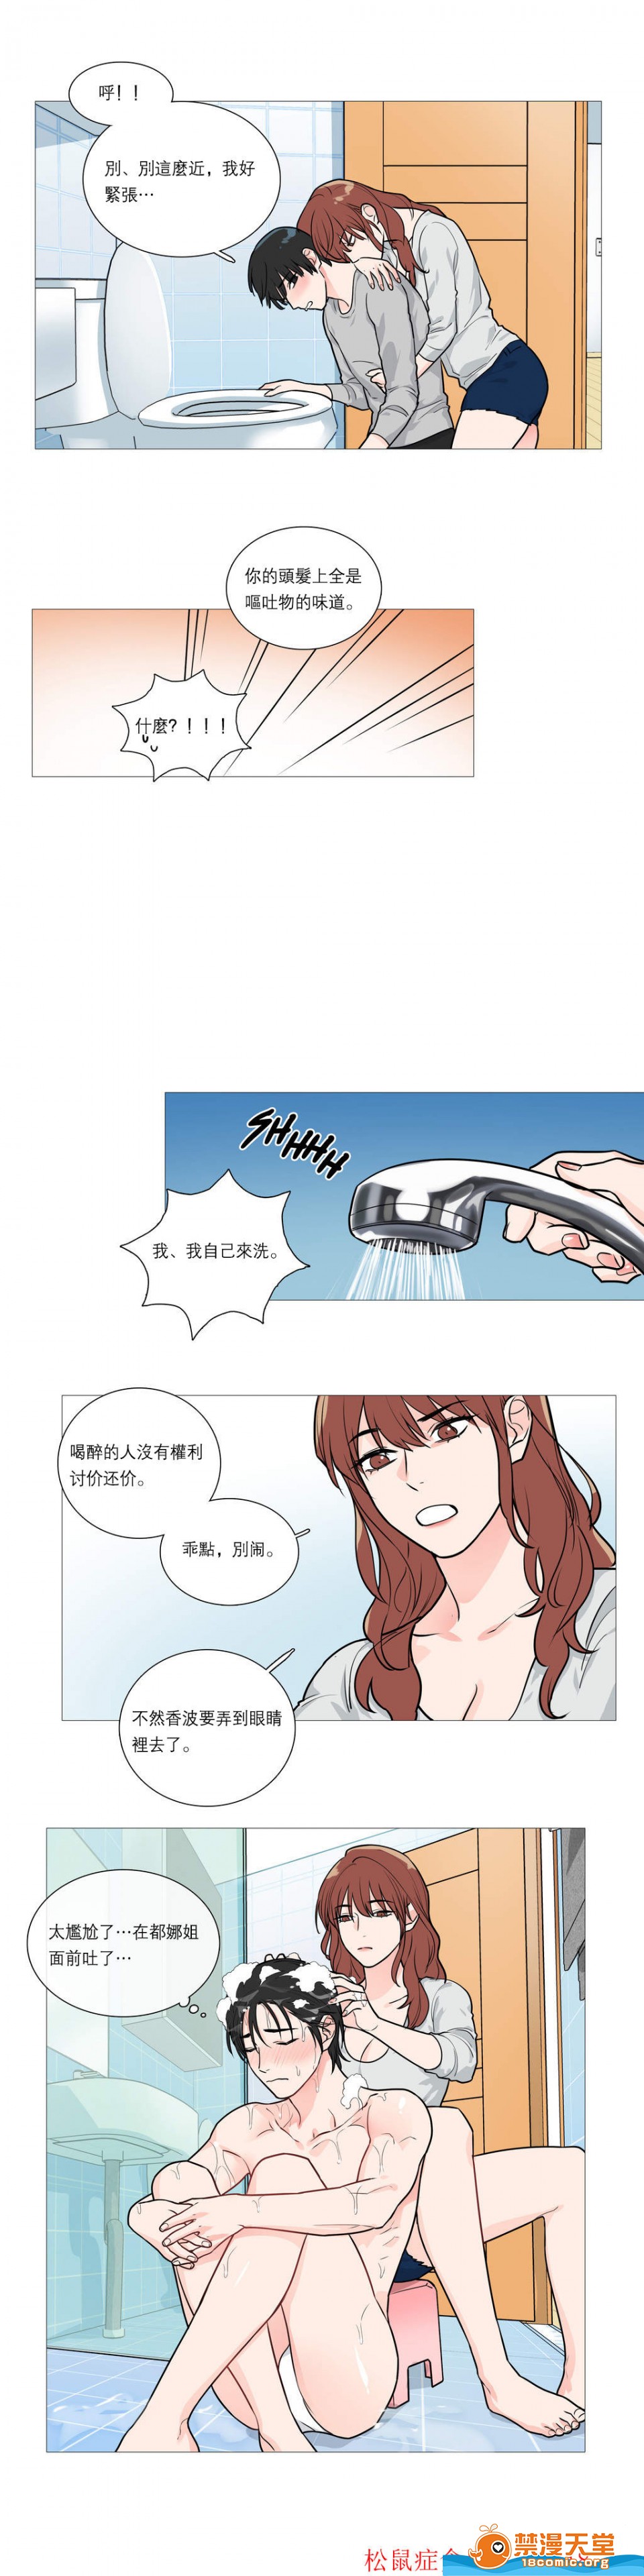 呼！！
別、別這麼近，我好
緊張…
你的頭髮上全是
嘔吐物的味道。
什麼？！！！
SHHHH
我、我自己來洗。
喝醉的人沒有權利
讨价还价。
乖點，別闹。
不然香波要弄到眼睛
裡去了。
太尷尬了…在都娜姐
面前吐了…
松鼠症
禁漫天堂
18comic.org